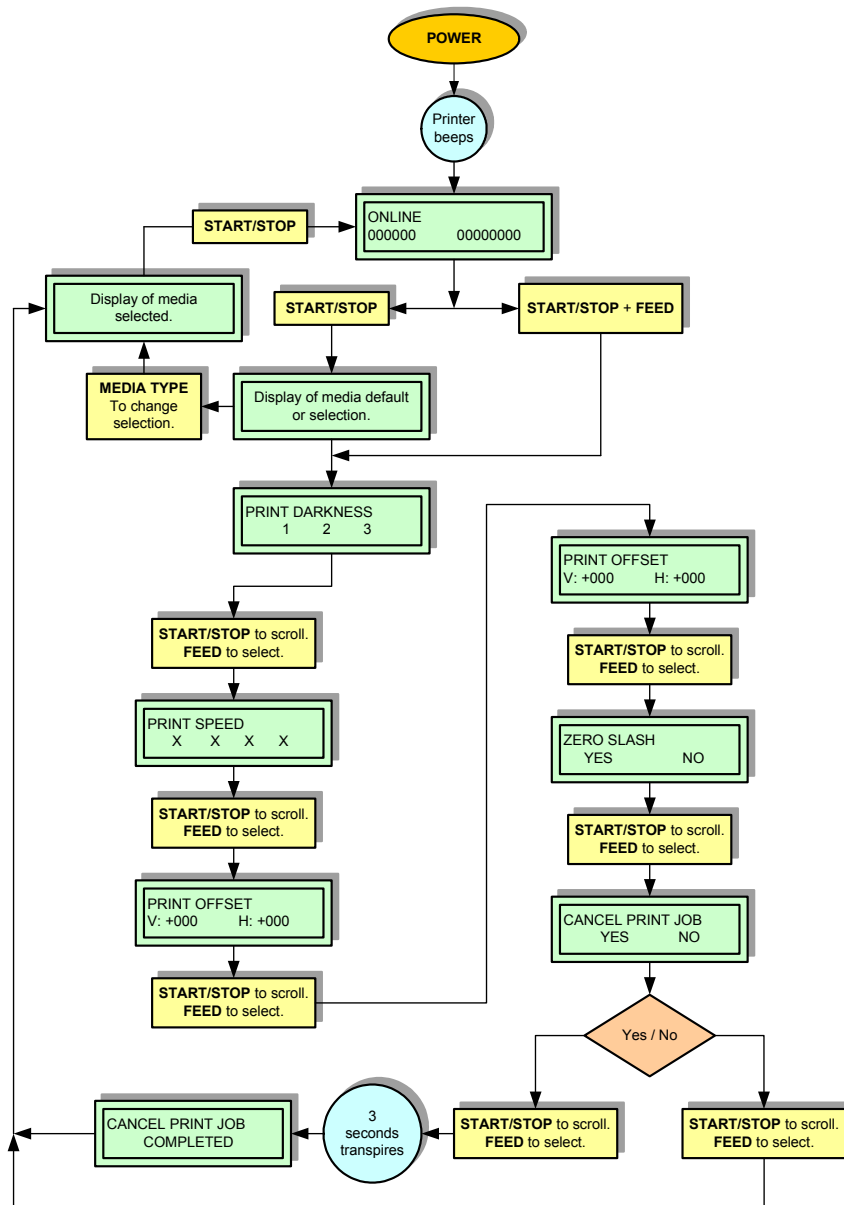 POWER
Printer
beeps
ONLINE
000000 00000000
START/STOP
Display of media
selected.
START/STOP
START/STOP + FEED
MEDIA TYPE
To change
selection.
Display of media default
or selection.
PRINT DARKNESS
1 2 3
START/STOP to scroll.
FEED to select.
PRINT SPEED
X X X X
START/STOP to scroll.
FEED to select.
PRINT OFFSET
V: +000 H: +000
START/STOP to scroll.
FEED to select.
PRINT OFFSET
V: +000 H: +000
START/STOP to scroll.
FEED to select.
ZERO SLASH
YES NO
START/STOP to scroll.
FEED to select.
CANCEL PRINT JOB
YES NO
Yes / No
START/STOP to scroll.
FEED to select.
3
seconds
transpires
CANCEL PRINT JOB
COMPLETED
START/STOP to scroll.
FEED to select.